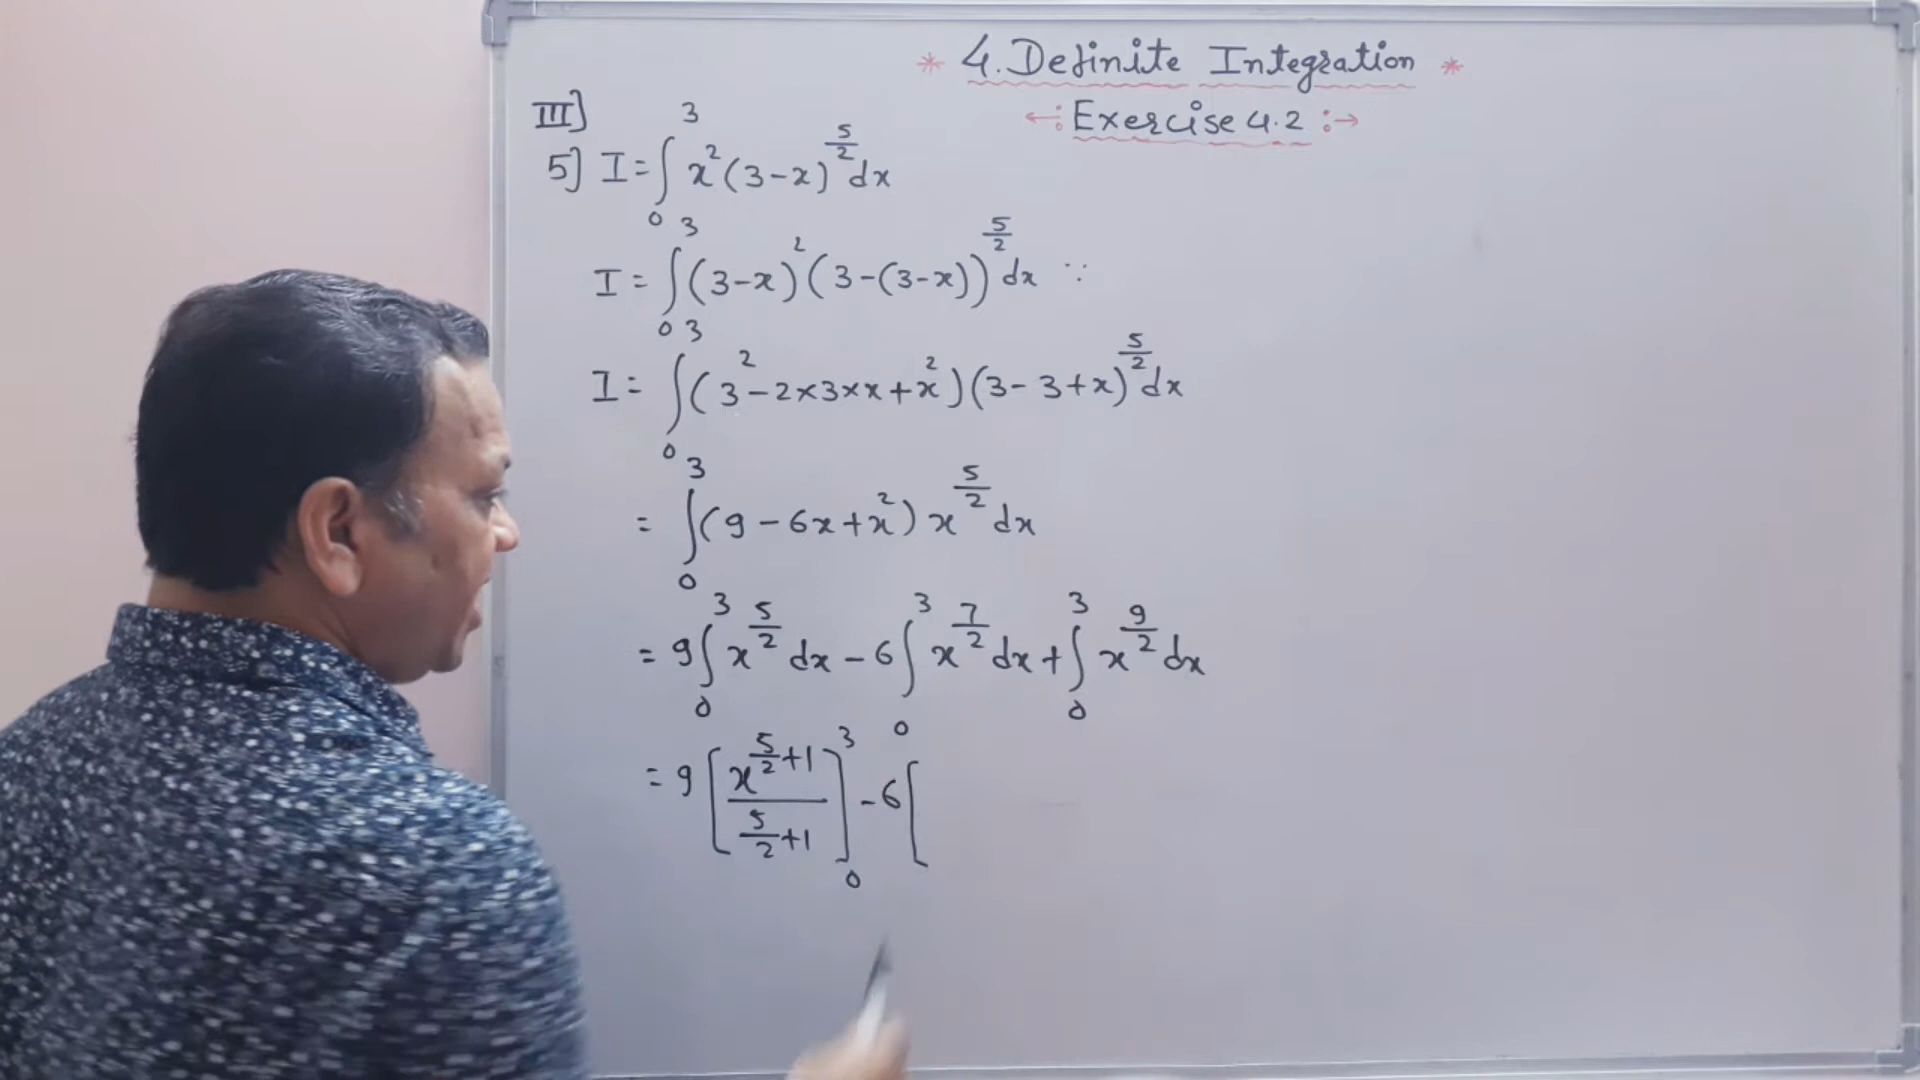 * 4. Definite Integration *
←: Exercise 4.2 :→
III]
5] I = ∫₀³ x² (3-x)^(5/2) dx
I = ∫₀³ (3-x)² (3-(3-x))^(5/2) dx ∵
I = ∫₀³ (3² - 2×3×x + x²) (3-3+x)^(5/2) dx
= ∫₀³ (9 - 6x + x²) x^(5/2) dx
= 9 ∫₀³ x^(5/2) dx - 6 ∫₀³ x^(7/2) dx + ∫₀³ x^(9/2) dx
= 9 [ x^(5/2 + 1) / (5/2 + 1) ]₀³ - 6 [